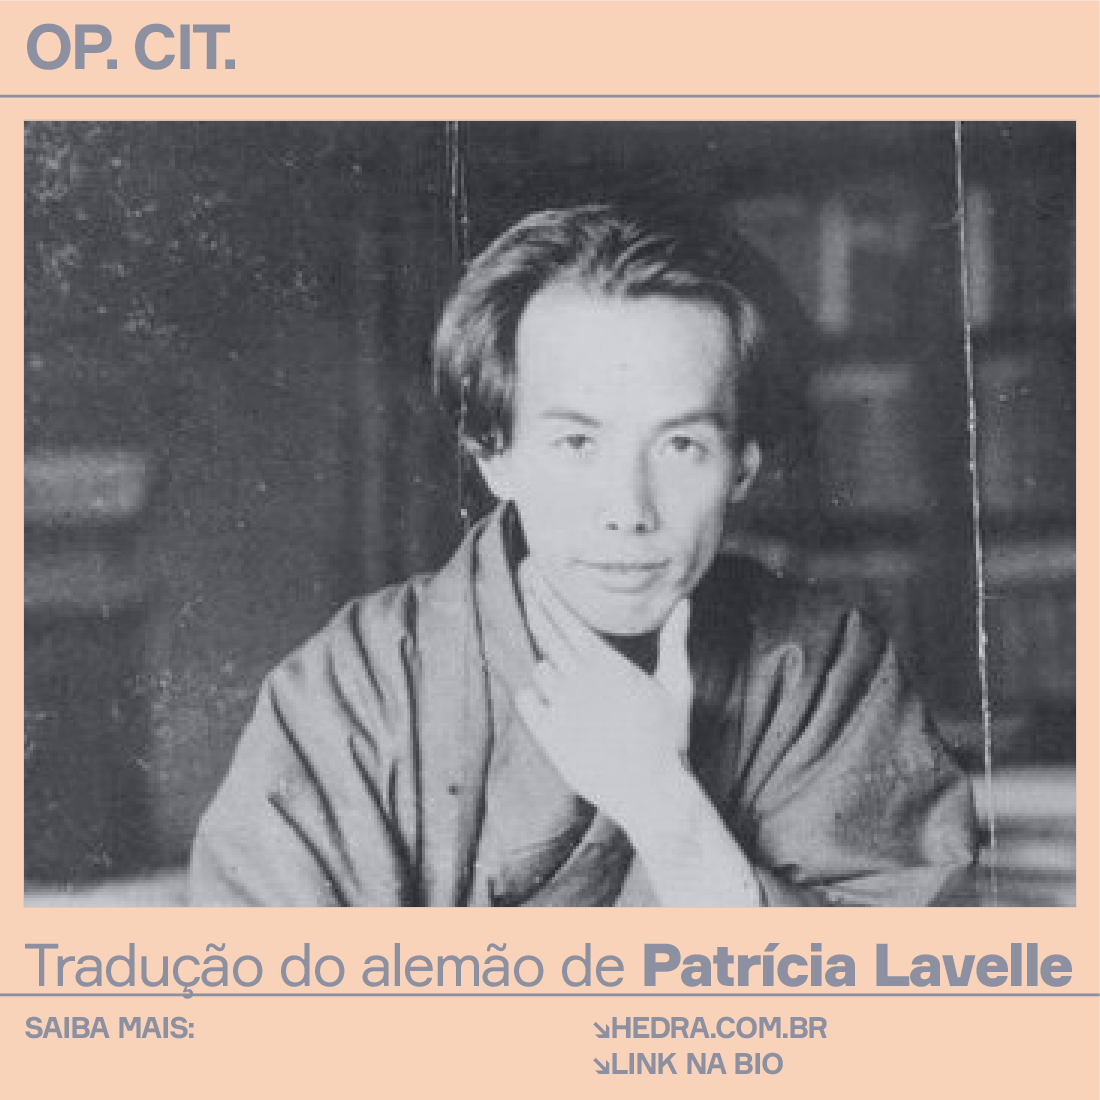 OP. CIT.
Tradução do alemão de Patrícia Lavelle
SAIBA MAIS:
↘HEDRA.COM.BR
↘LINK NA BIO